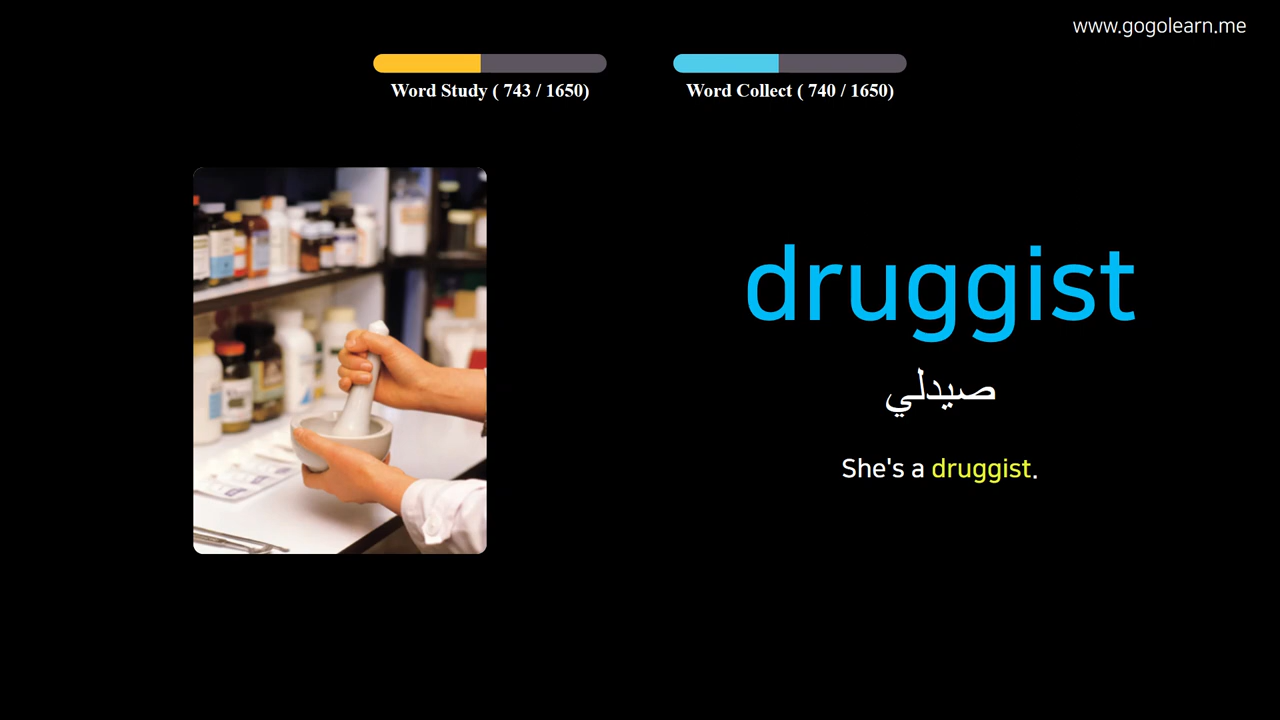 www.gogolearn.me
Word Study ( 743 / 1650)
Word Collect ( 740 / 1650)
druggist
صيدلي
She's a druggist.